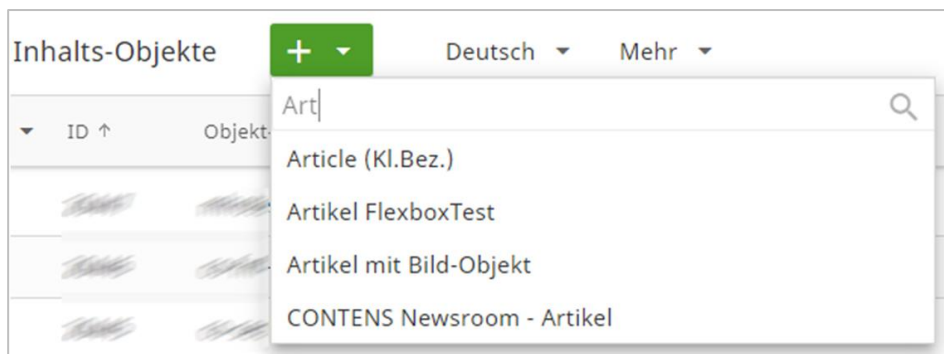 Inhalts-Objekte + Deutsch Mehr
Art
ID ↑ Objekt-
Article (Kl.Bez.)
Artikel FlexboxTest
Artikel mit Bild-Objekt
CONTENS Newsroom - Artikel